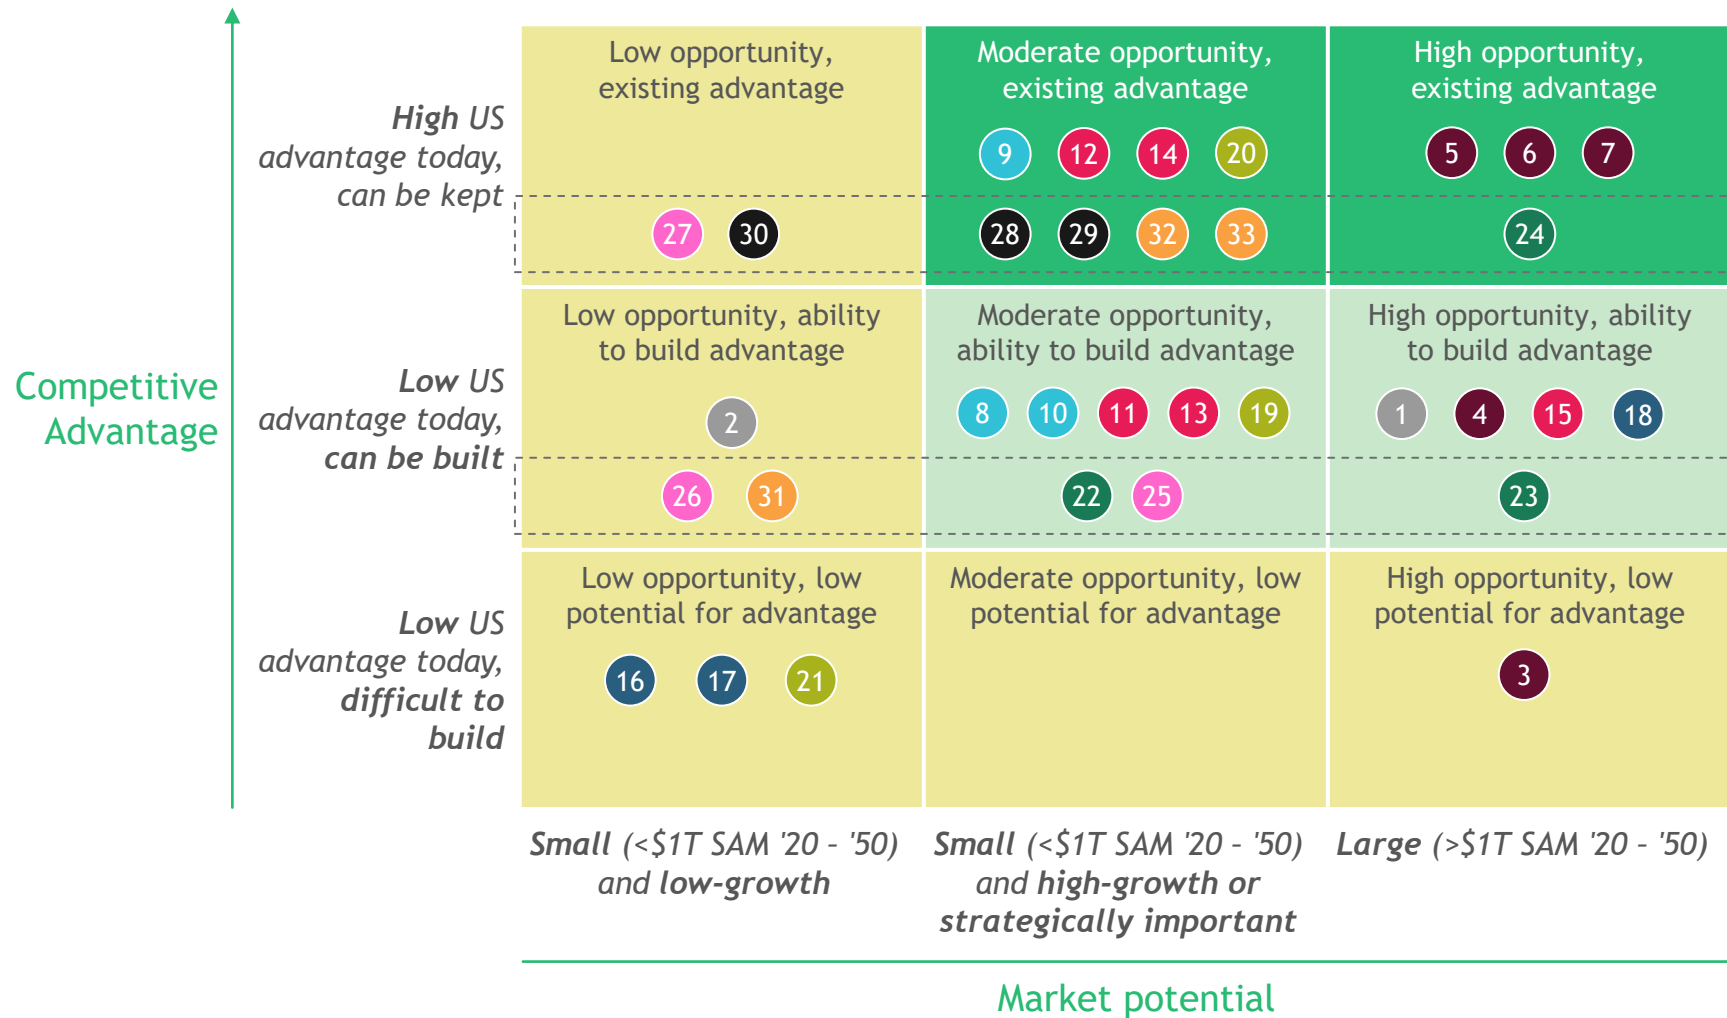 Competitive
Advantage
High US
advantage today,
can be kept
Low opportunity,
existing advantage
27 30
Moderate opportunity,
existing advantage
9 12 14 20
28 29 32 33
High opportunity,
existing advantage
5 6 7
24
Low US
advantage today,
can be built
Low opportunity, ability
to build advantage
2
26 31
Moderate opportunity,
ability to build advantage
8 10 11 13 19
22 25
High opportunity, ability
to build advantage
1 4 15 18
23
Low US
advantage today,
difficult to
build
Low opportunity, low
potential for advantage
16 17 21
Moderate opportunity, low
potential for advantage
High opportunity, low
potential for advantage
3
Small (<$1T SAM '20 – '50)
and low-growth
Small (<$1T SAM '20 – '50)
and high-growth or
strategically important
Large (>$1T SAM '20 – '50)
Market potential